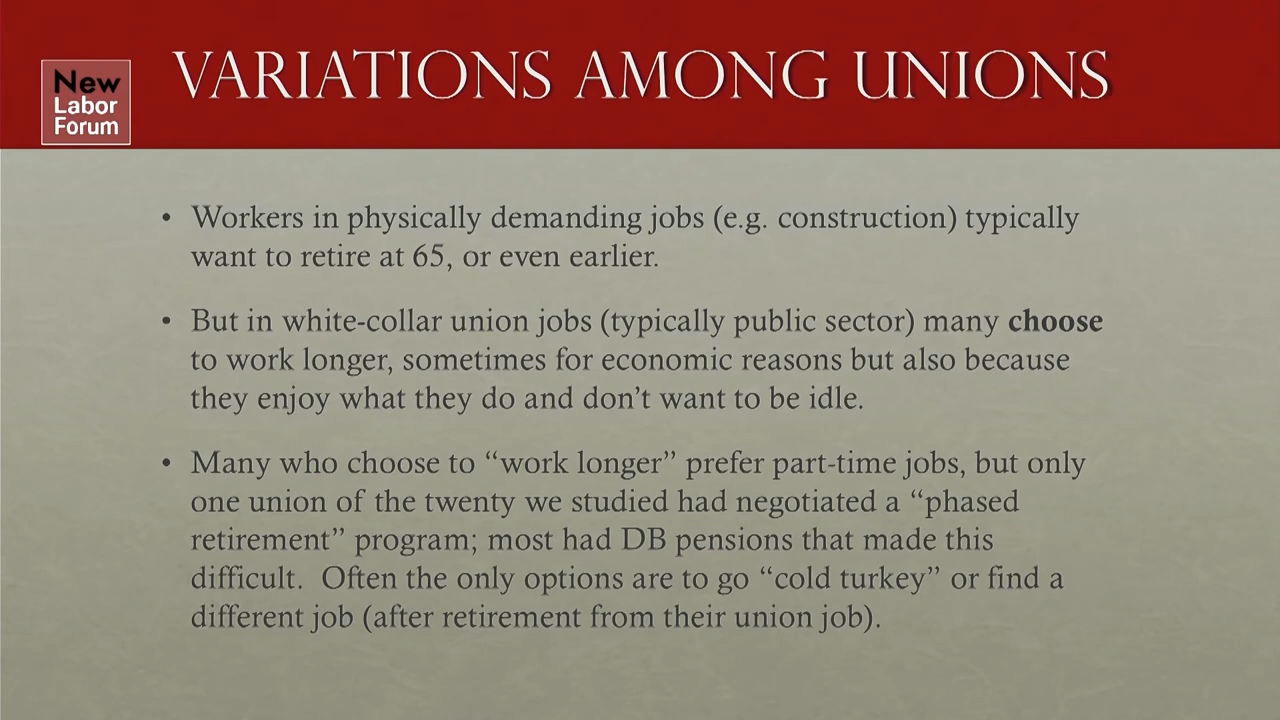 New
Labor
Forum
VARIATIONS AMONG UNIONS
• Workers in physically demanding jobs (e.g. construction) typically
want to retire at 65, or even earlier.
• But in white-collar union jobs (typically public sector) many choose
to work longer, sometimes for economic reasons but also because
they enjoy what they do and don’t want to be idle.
• Many who choose to “work longer” prefer part-time jobs, but only
one union of the twenty we studied had negotiated a “phased
retirement” program; most had DB pensions that made this
difficult.  Often the only options are to go “cold turkey” or find a
different job (after retirement from their union job).